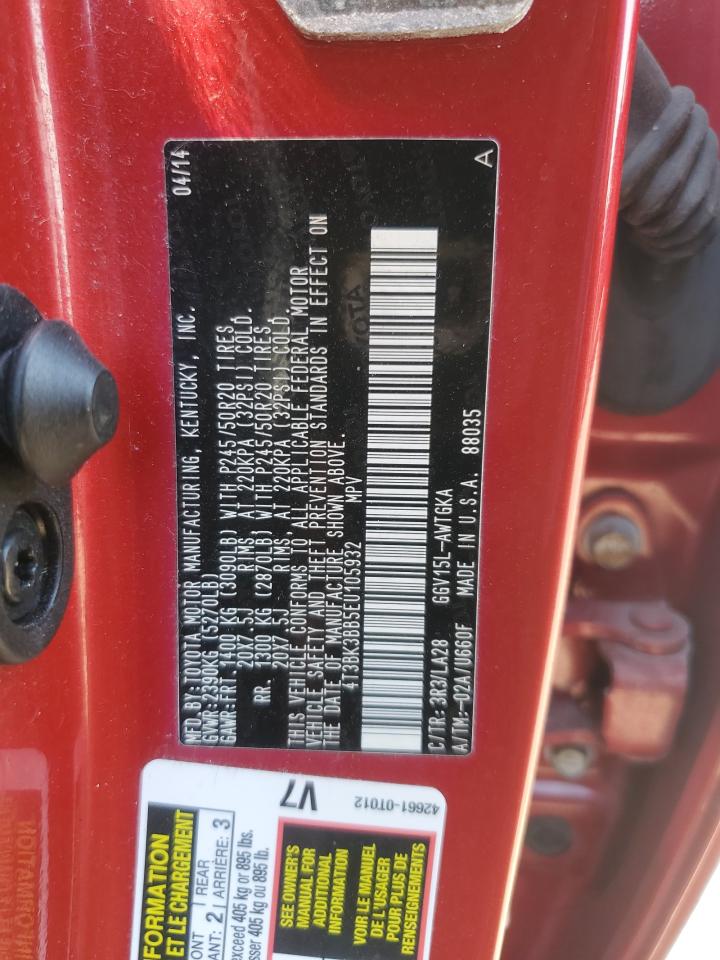 MFD. BY: TOYOTA MOTOR MANUFACTURING, KENTUCKY, INC. 04/14
GVWR: 2390KG (5270LB)
GAWR: FRT. 1400 KG (3090LB) WITH P245/50R20 TIRES,
20X7.5J RIMS, AT 220KPA (32PSI) COLD.
RR. 1300 KG (2870LB) WITH P245/50R20 TIRES,
20X7.5J RIMS, AT 220KPA (32PSI) COLD.
THIS VEHICLE CONFORMS TO ALL APPLICABLE FEDERAL MOTOR
VEHICLE SAFETY AND THEFT PREVENTION STANDARDS IN EFFECT ON
THE DATE OF MANUFACTURE SHOWN ABOVE.
4T3BK3BB5EU105932 MPV
C/TR: 3R3/LA28 GGV15L-AWTGKA
A/TM: -02A/U660F MADE IN U.S.A. 88035 A
V7
42661-0T012
INFORMATION
ET LE CHARGEMENT
REAR
ARRIÈRE: 3
2
exceed 405 kg or 895 lbs.
405 kg ou 895 lb.
SEE OWNER'S
MANUAL FOR
ADDITIONAL
INFORMATION
VOIR LE MANUEL
DE L'USAGER
POUR PLUS DE
RENSEIGNEMENTS